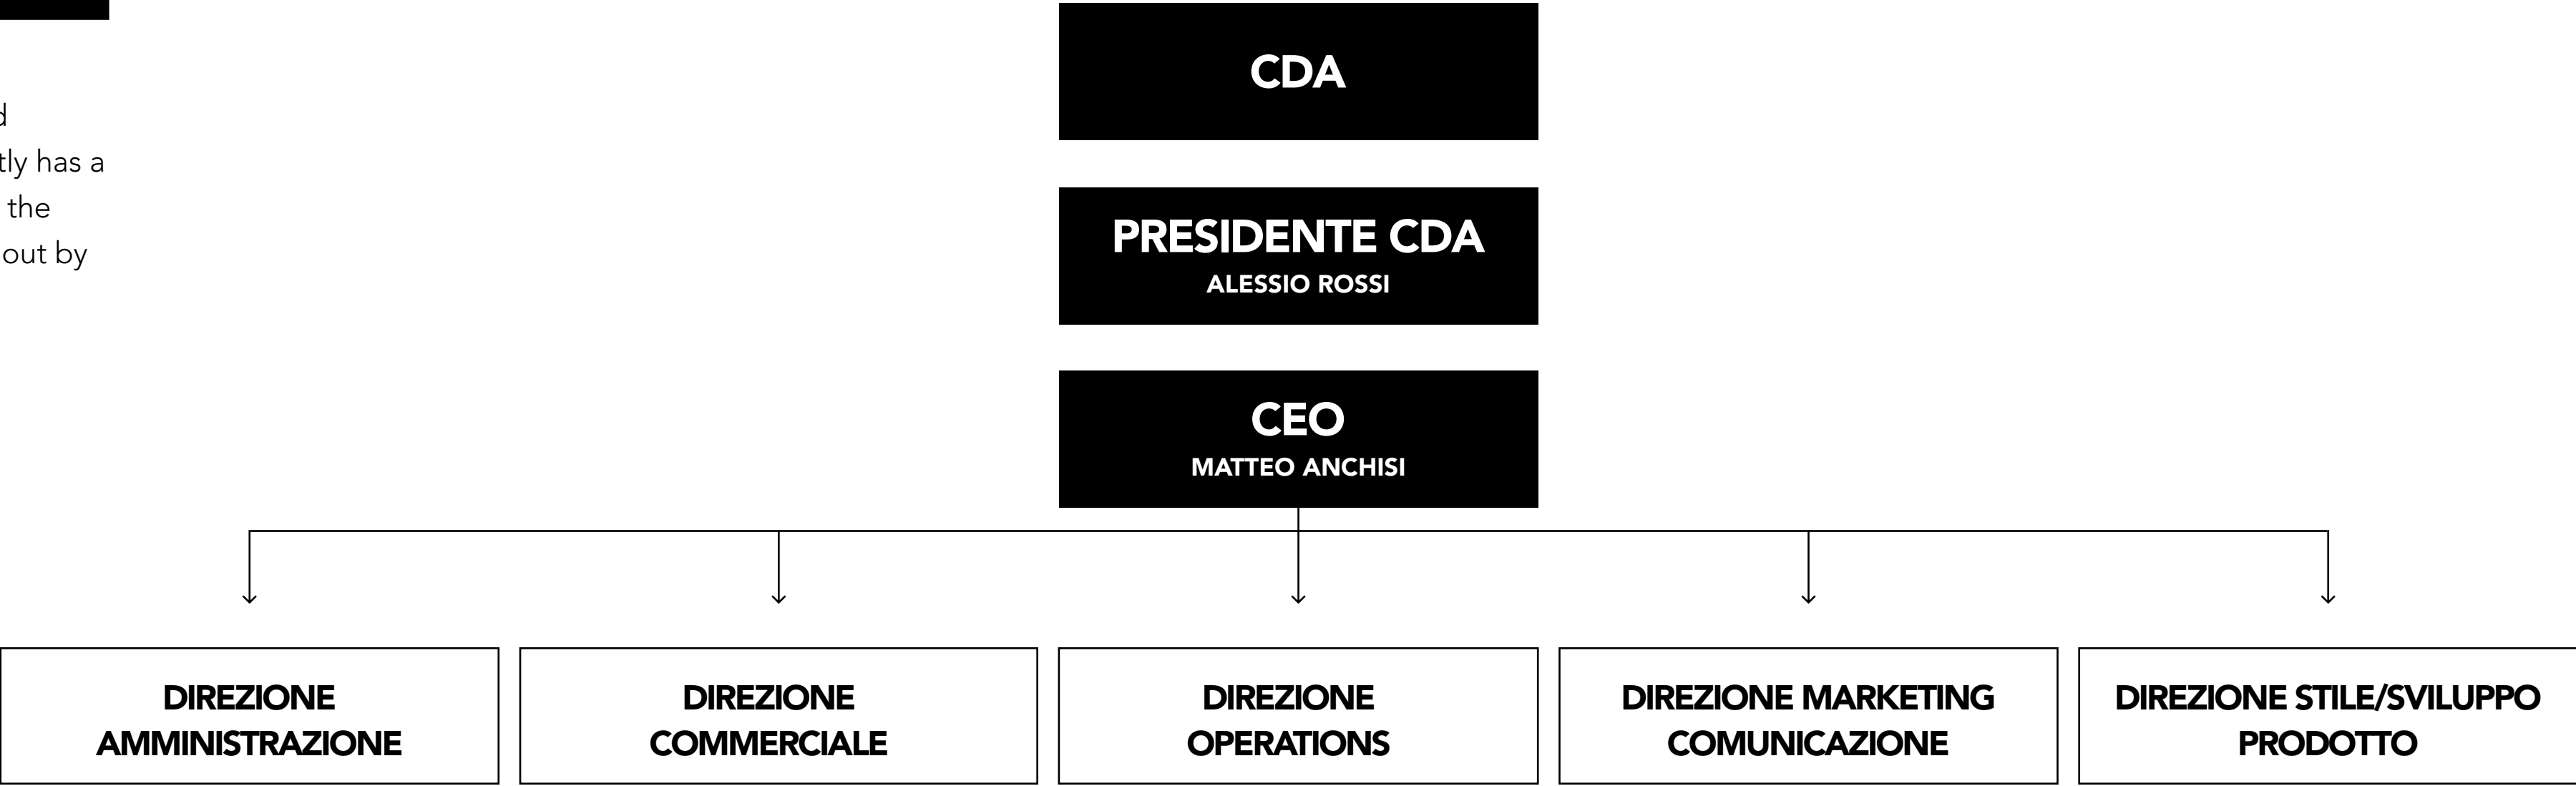 tly has a
the
out by
CDA
PRESIDENTE CDA
ALESSIO ROSSI
CEO
MATTEO ANCHISI
DIREZIONE
AMMINISTRAZIONE
DIREZIONE
COMMERCIALE
DIREZIONE
OPERATIONS
DIREZIONE MARKETING
COMUNICAZIONE
DIREZIONE STILE/SVILUPPO
PRODOTTO